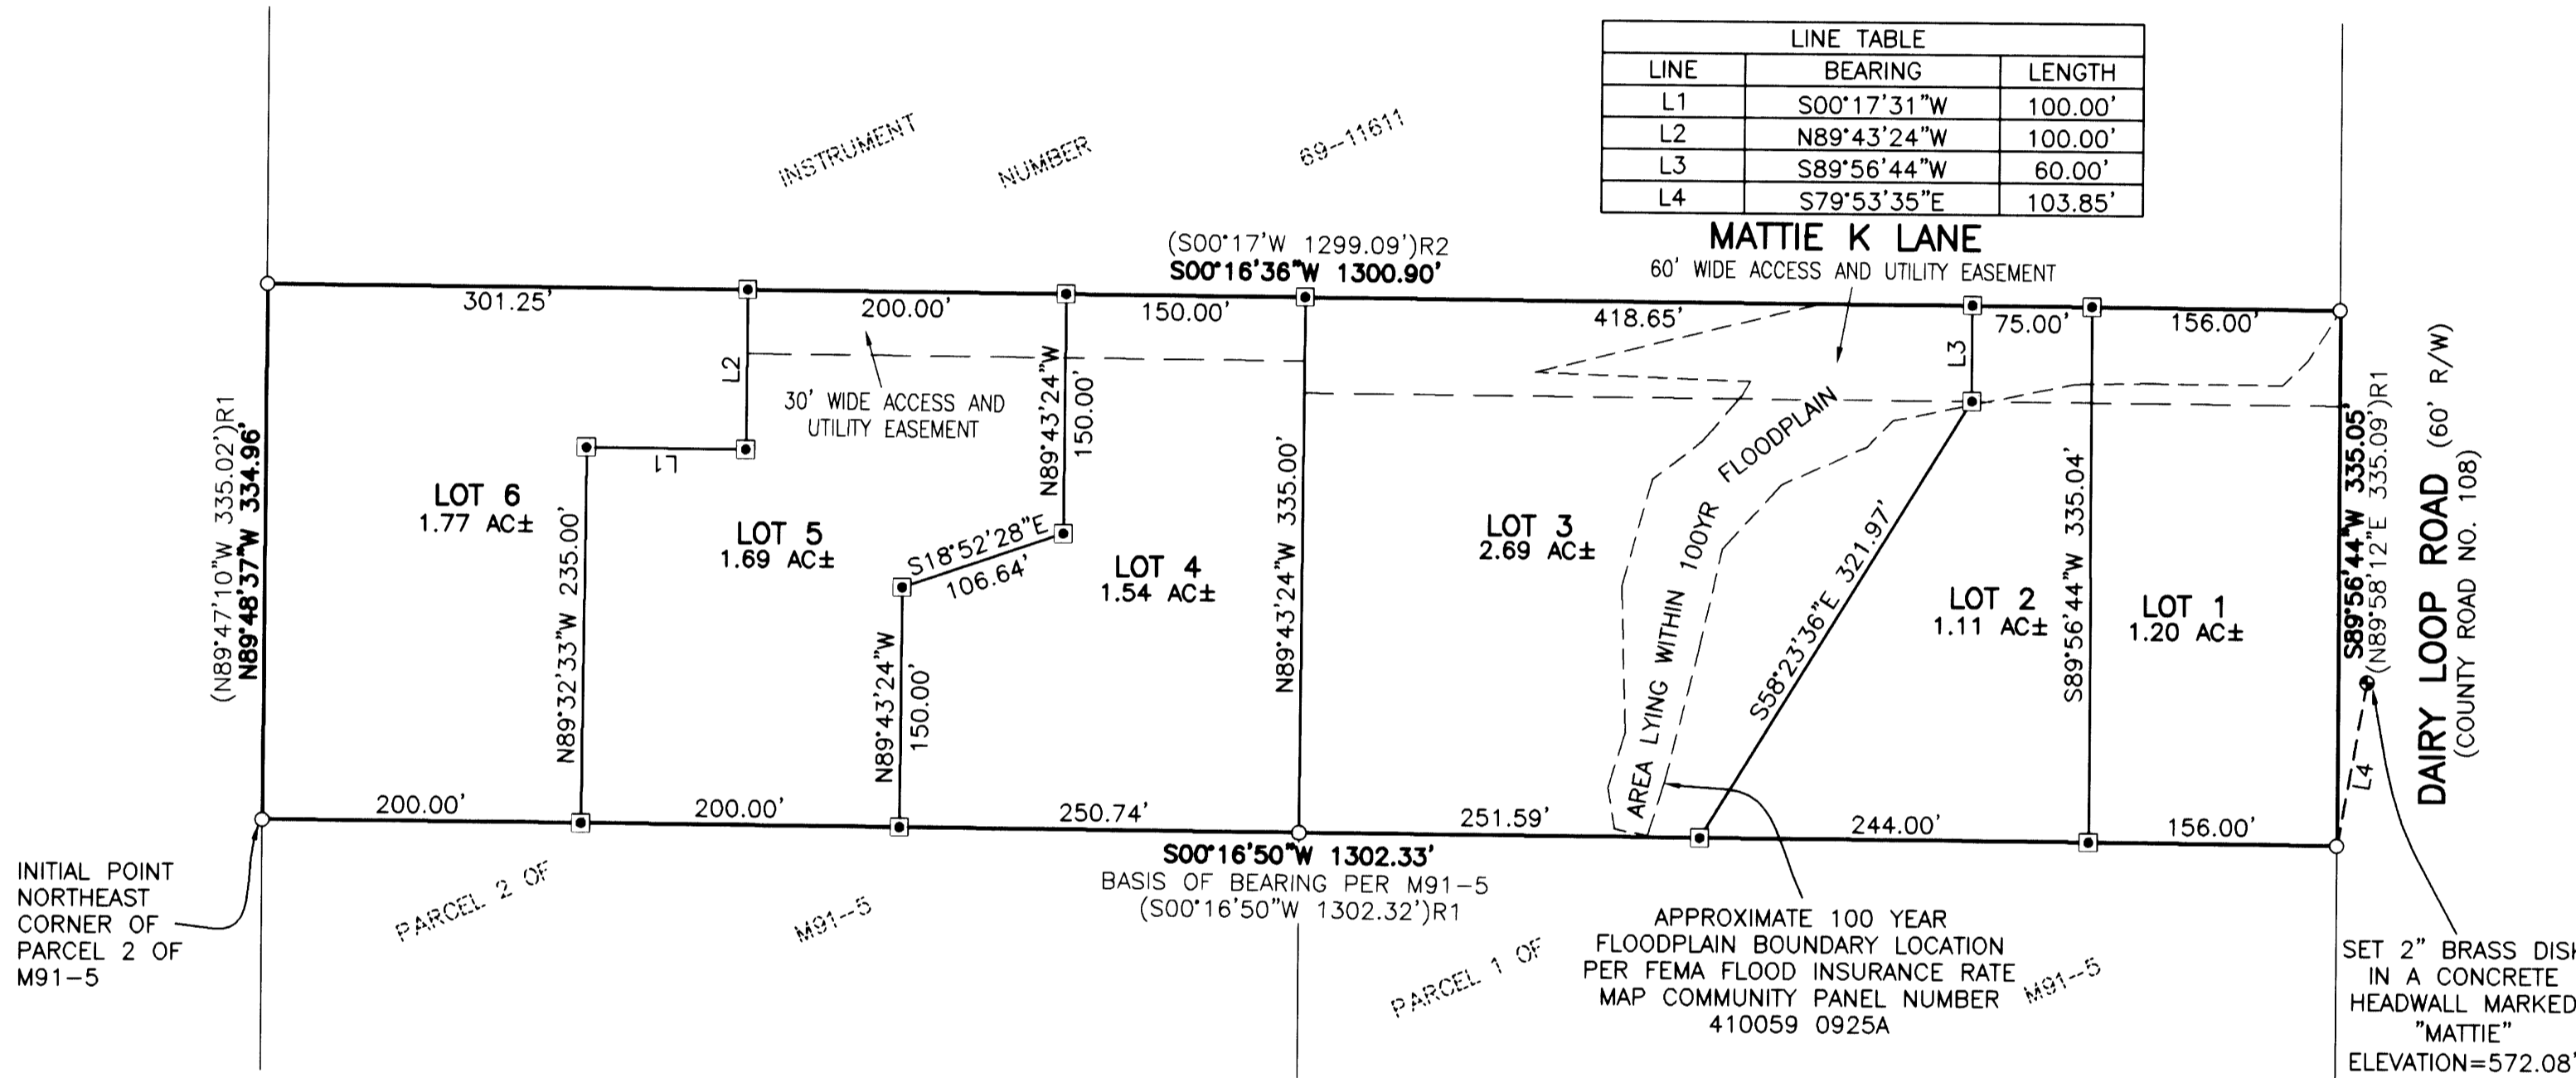 LINE TABLE
LINE BEARING LENGTH
L1 S00°17'31"W 100.00'
L2 N89°43'24"W 100.00'
L3 S89°56'44"W 60.00'
L4 S79°53'35"E 103.85'
INSTRUMENT NUMBER 69-11611
(S00°17'W 1299.09')R2
S00°16'36"W 1300.90'
MATTIE K LANE
60' WIDE ACCESS AND UTILITY EASEMENT
301.25'
200.00'
150.00'
418.65'
75.00'
156.00'
L2
L1
30' WIDE ACCESS AND
UTILITY EASEMENT
N89°43'24"W
150.00'
L3
(N89°47'10"W 335.02')R1
N89°48'37"W 334.96'
LOT 6
1.77 AC±
N89°32'33"W 235.00'
LOT 5
1.69 AC±
S18°52'28"E
106.64'
N89°43'24"W
150.00'
LOT 4
1.54 AC±
N89°43'24"W 335.00'
LOT 3
2.69 AC±
AREA LYING WITHIN 100YR FLOODPLAIN
S58°23'36"E 321.97'
LOT 2
1.11 AC±
S89°56'44"W 335.04'
LOT 1
1.20 AC±
S89°56'44"W 335.05'
(N89°58'12"E 335.09')R1
L4
DAIRY LOOP ROAD (60' R/W)
(COUNTY ROAD NO. 108)
200.00'
200.00'
250.74'
251.59'
244.00'
156.00'
S00°16'50"W 1302.33'
BASIS OF BEARING PER M91-5
(S00°16'50"W 1302.32')R1
INITIAL POINT
NORTHEAST
CORNER OF
PARCEL 2 OF
M91-5
PARCEL 2 OF M91-5
PARCEL 1 OF M91-5
APPROXIMATE 100 YEAR
FLOODPLAIN BOUNDARY LOCATION
PER FEMA FLOOD INSURANCE RATE
MAP COMMUNITY PANEL NUMBER
410059 0925A
SET 2" BRASS DISK
IN A CONCRETE
HEADWALL MARKED
"MATTIE"
ELEVATION=572.08'